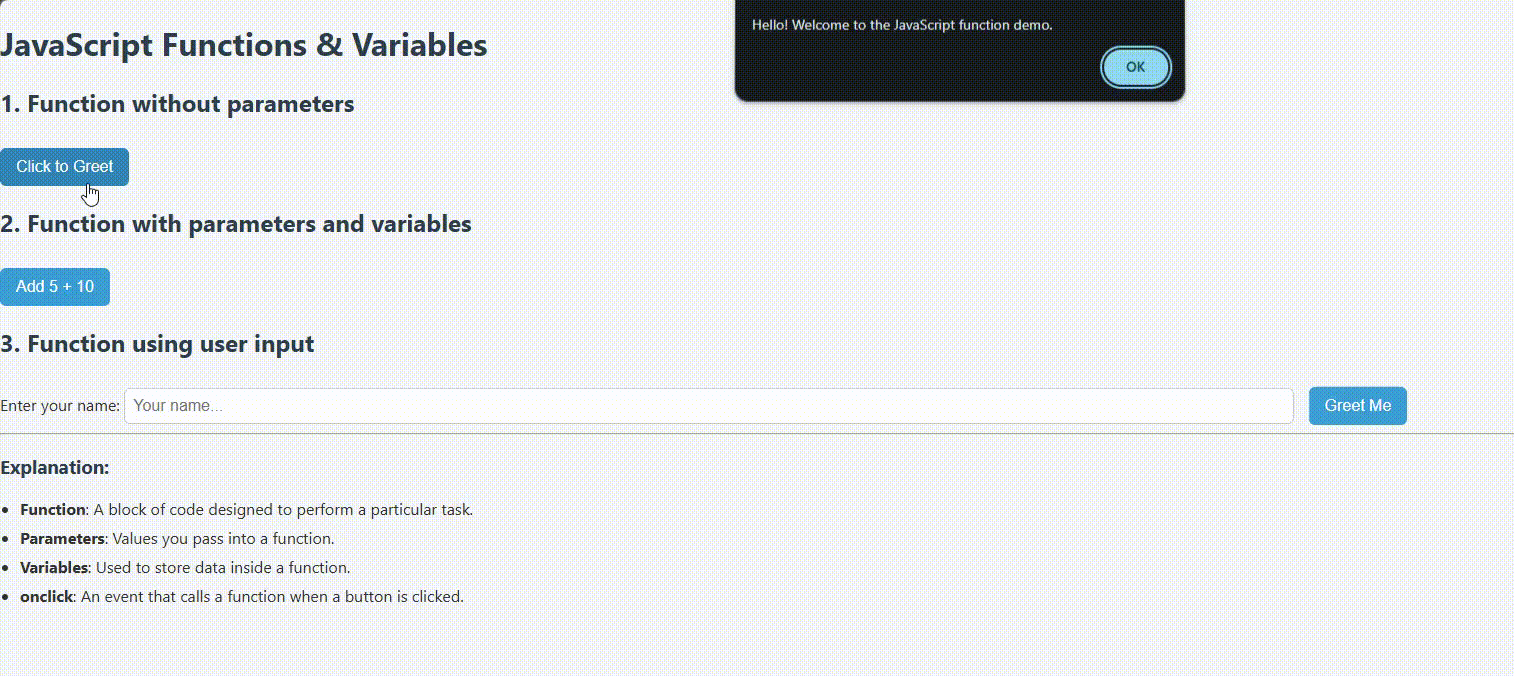 Hello! Welcome to the JavaScript function demo.
OK
JavaScript Functions & Variables
1. Function without parameters
Click to Greet
2. Function with parameters and variables
Add 5 + 10
3. Function using user input
Enter your name: Your name... Greet Me
Explanation:
• Function: A block of code designed to perform a particular task.
• Parameters: Values you pass into a function.
• Variables: Used to store data inside a function.
• onclick: An event that calls a function when a button is clicked.